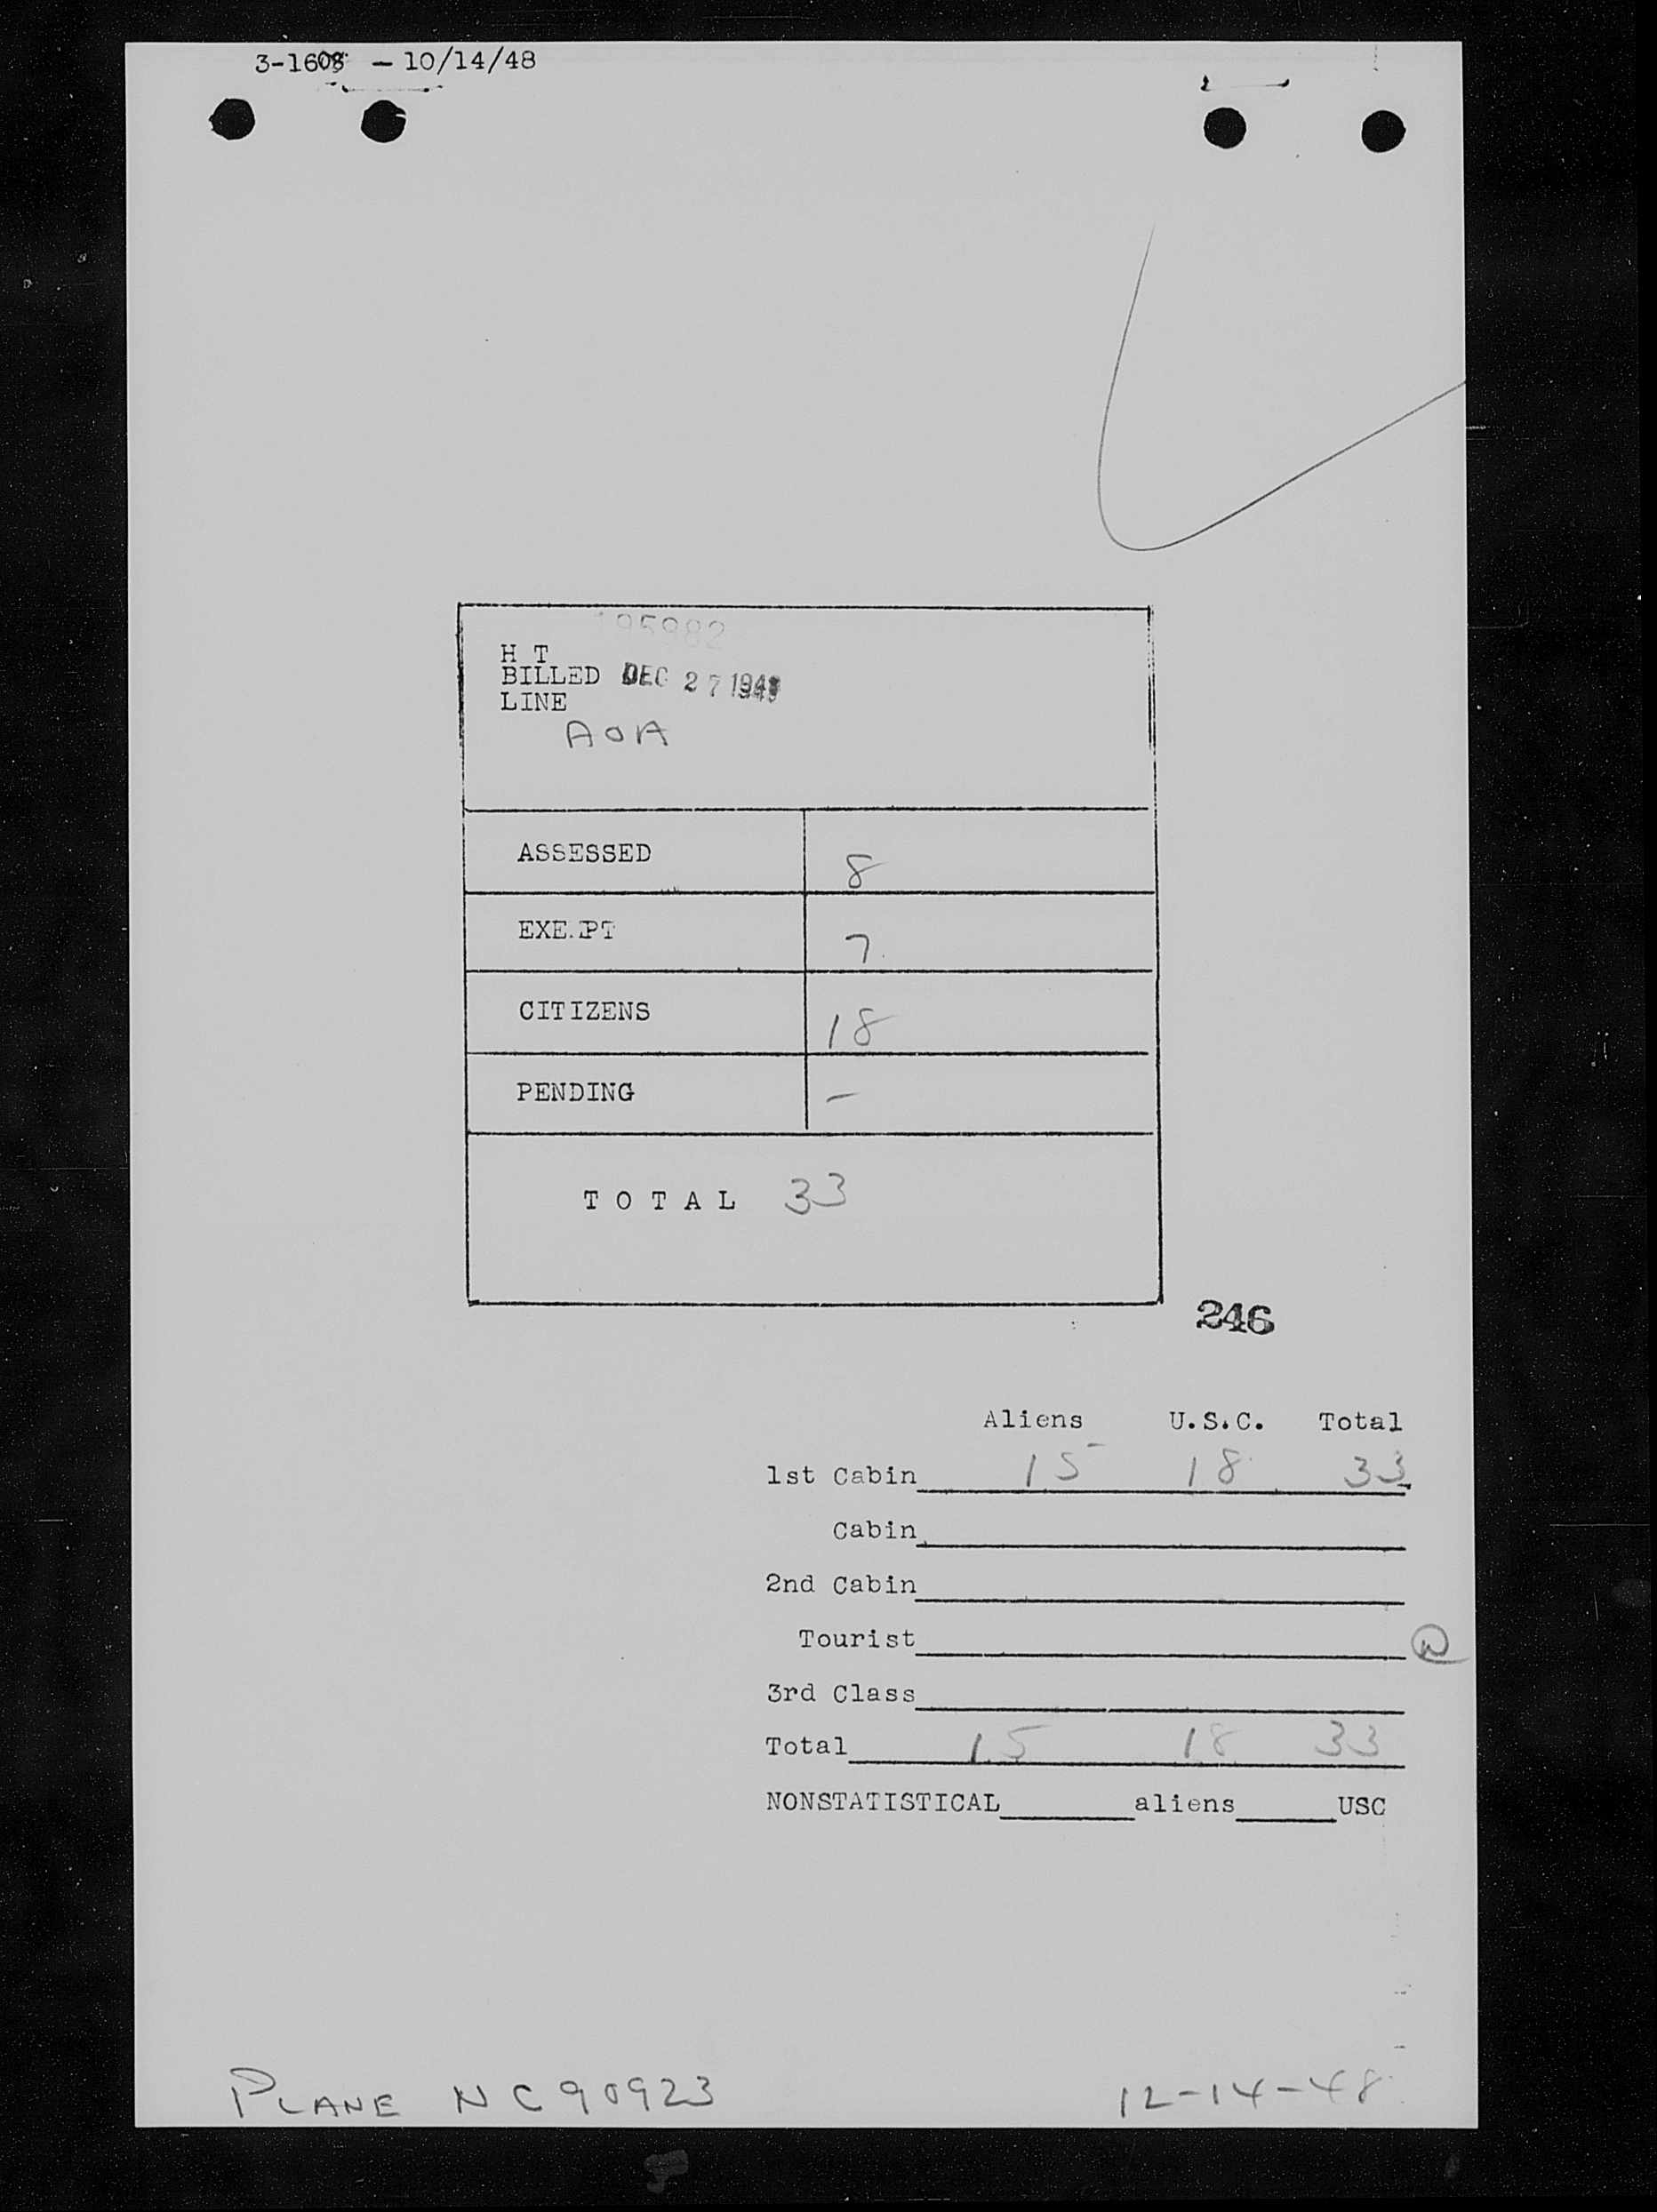 3-1608 - 10/14/48
H T
BILLED DEC 27 1948
LINE
AOA
ASSESSED 8
EXE.PT 7
CITIZENS 18
PENDING -
TOTAL 33
246
Aliens U.S.C. Total
1st Cabin 15 18 33
Cabin
2nd Cabin
Tourist
3rd Class
Total 15 18 33
NONSTATISTICAL aliens USC
PLANE NC90923 12-14-48